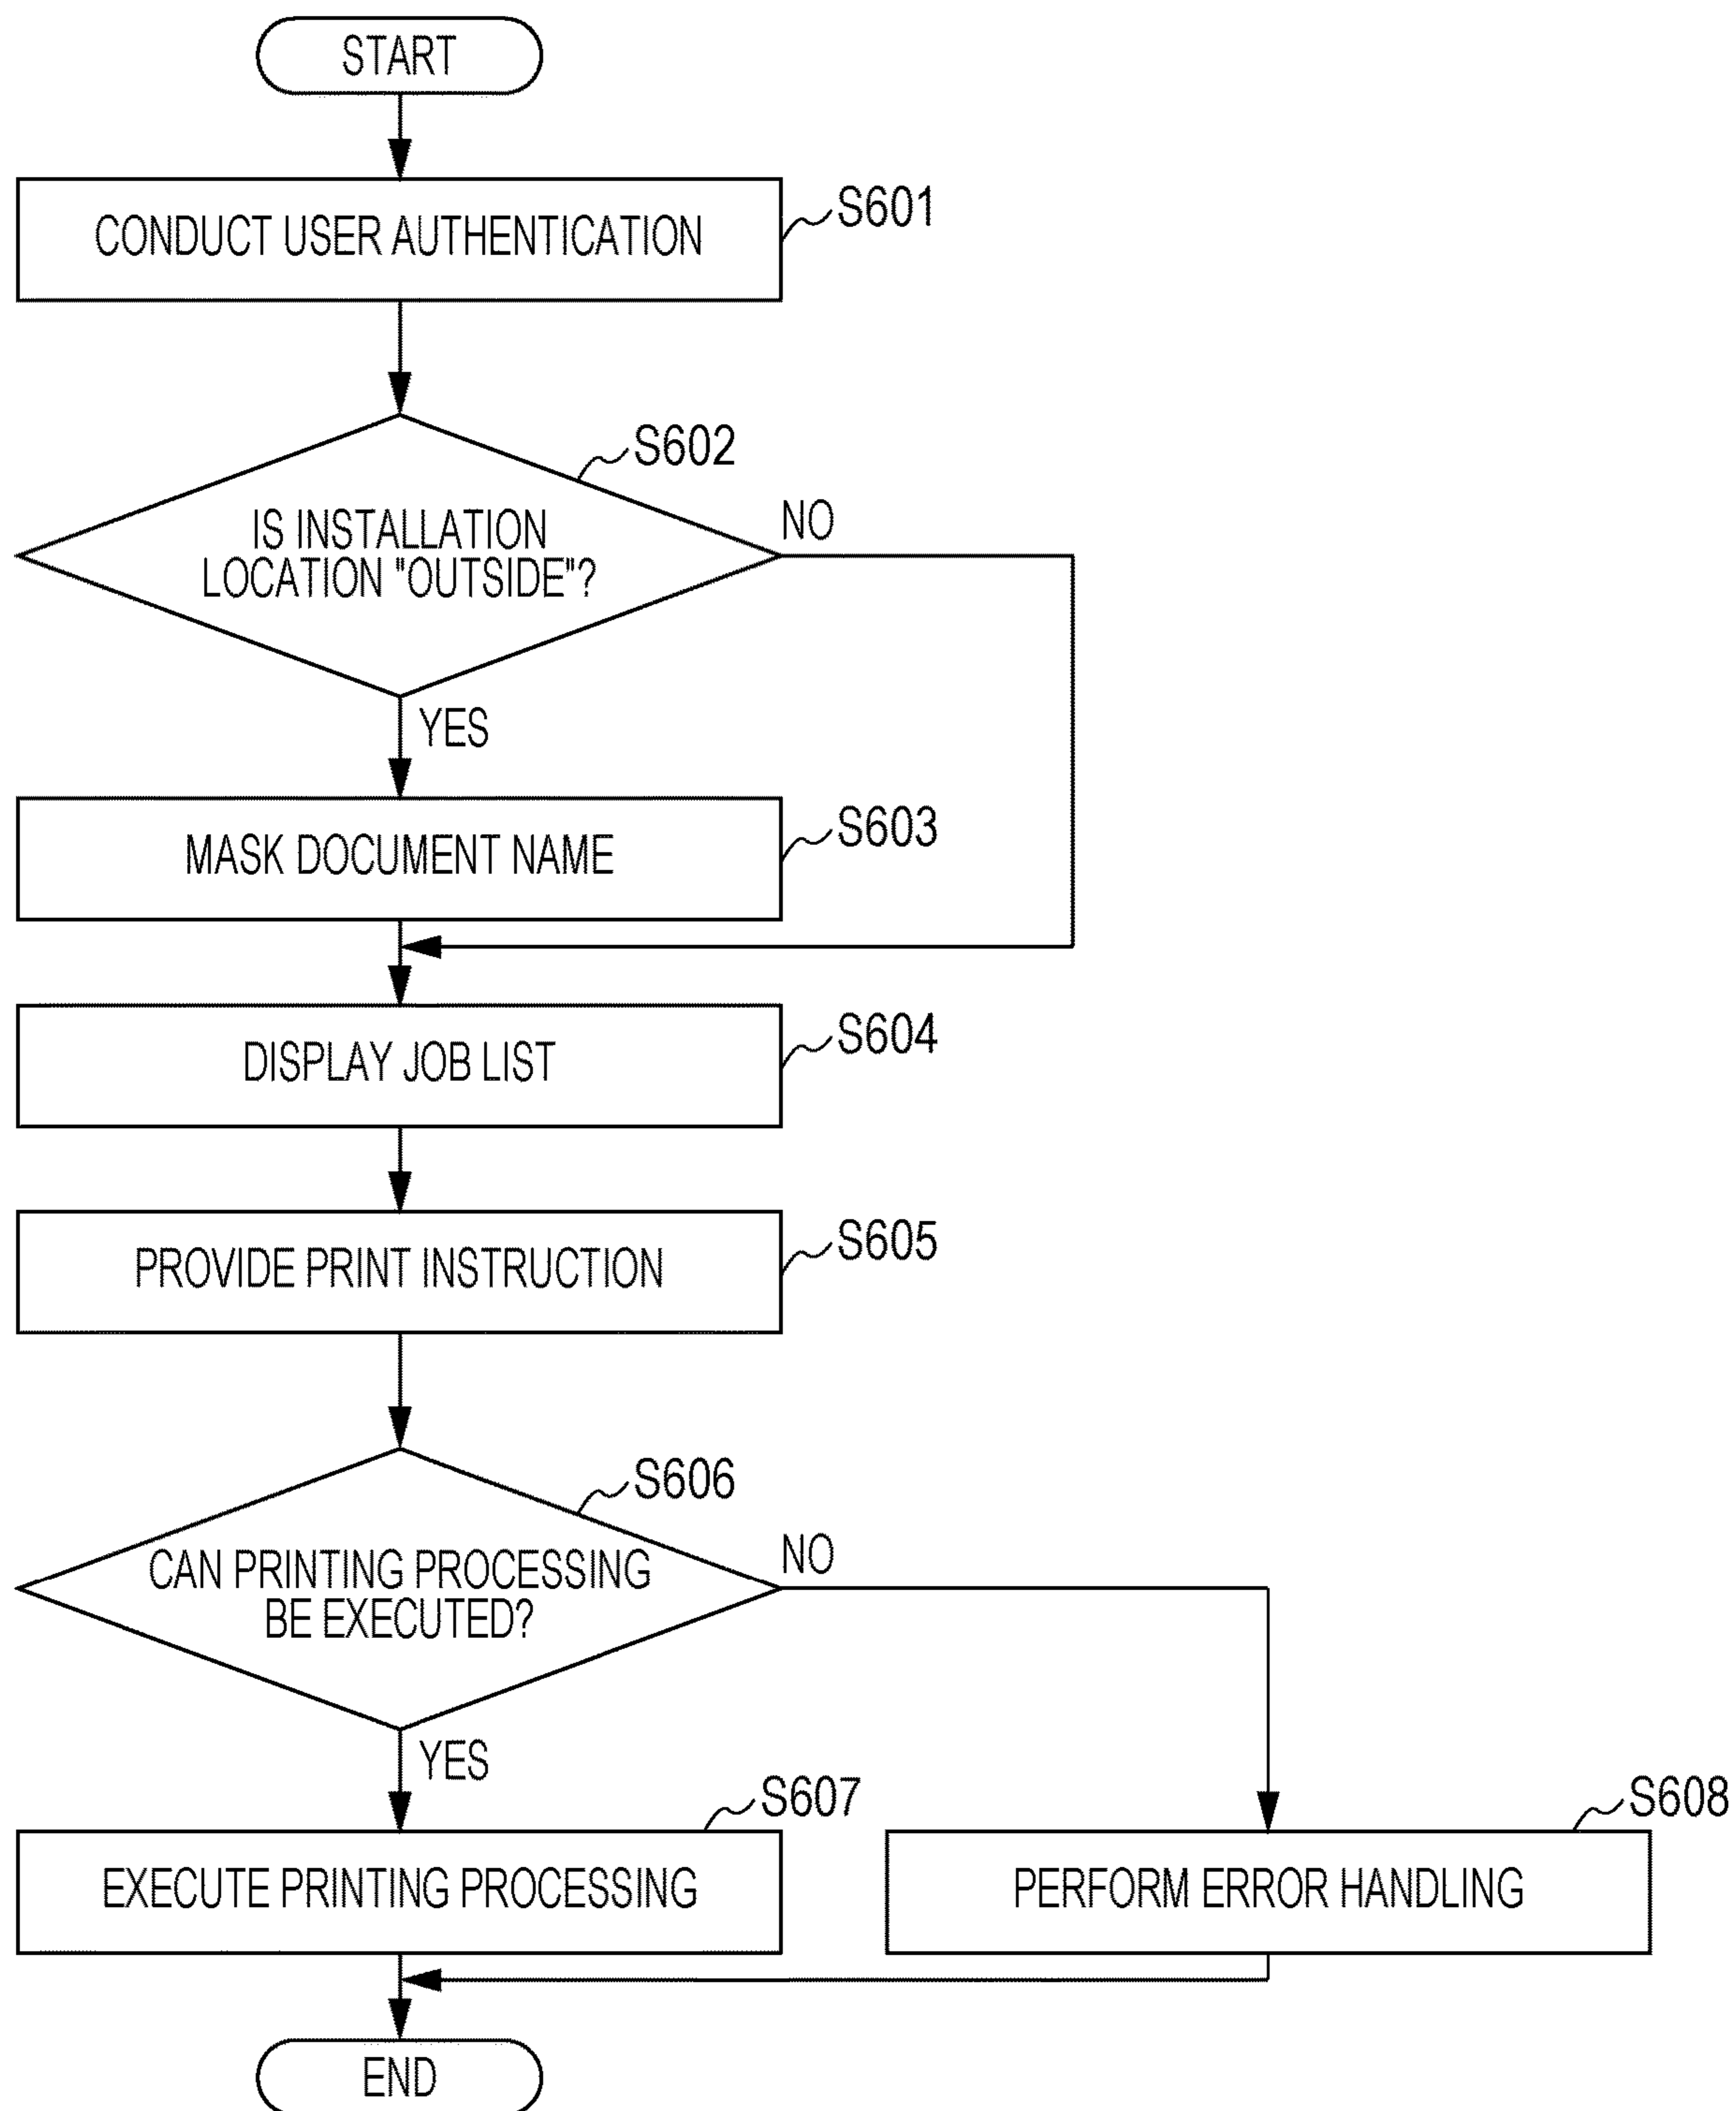 START
CONDUCT USER AUTHENTICATION
S601
S602
IS INSTALLATION
LOCATION "OUTSIDE"?
NO
YES
MASK DOCUMENT NAME
S603
DISPLAY JOB LIST
S604
PROVIDE PRINT INSTRUCTION
S605
S606
CAN PRINTING PROCESSING
BE EXECUTED?
NO
YES
S607
EXECUTE PRINTING PROCESSING
S608
PERFORM ERROR HANDLING
END